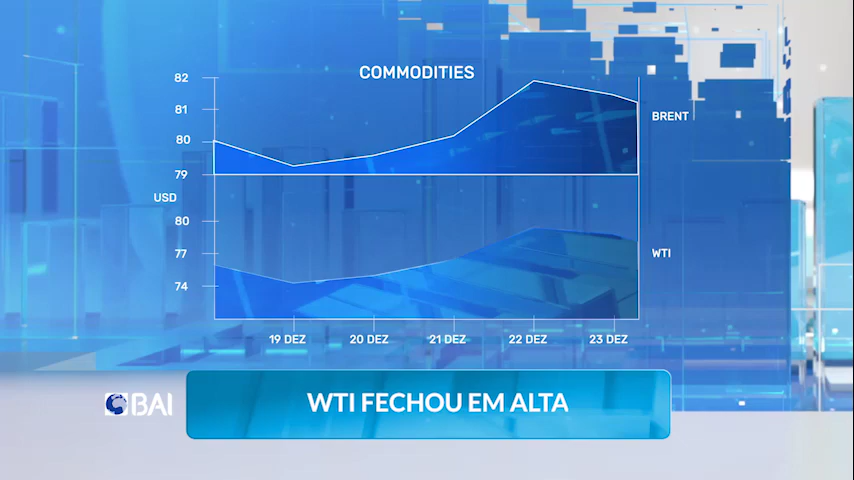 COMMODITIES
82
81
80
79
BRENT
USD
80
77
74
WTI
19 DEZ 20 DEZ 21 DEZ 22 DEZ 23 DEZ
BAI
WTI FECHOU EM ALTA